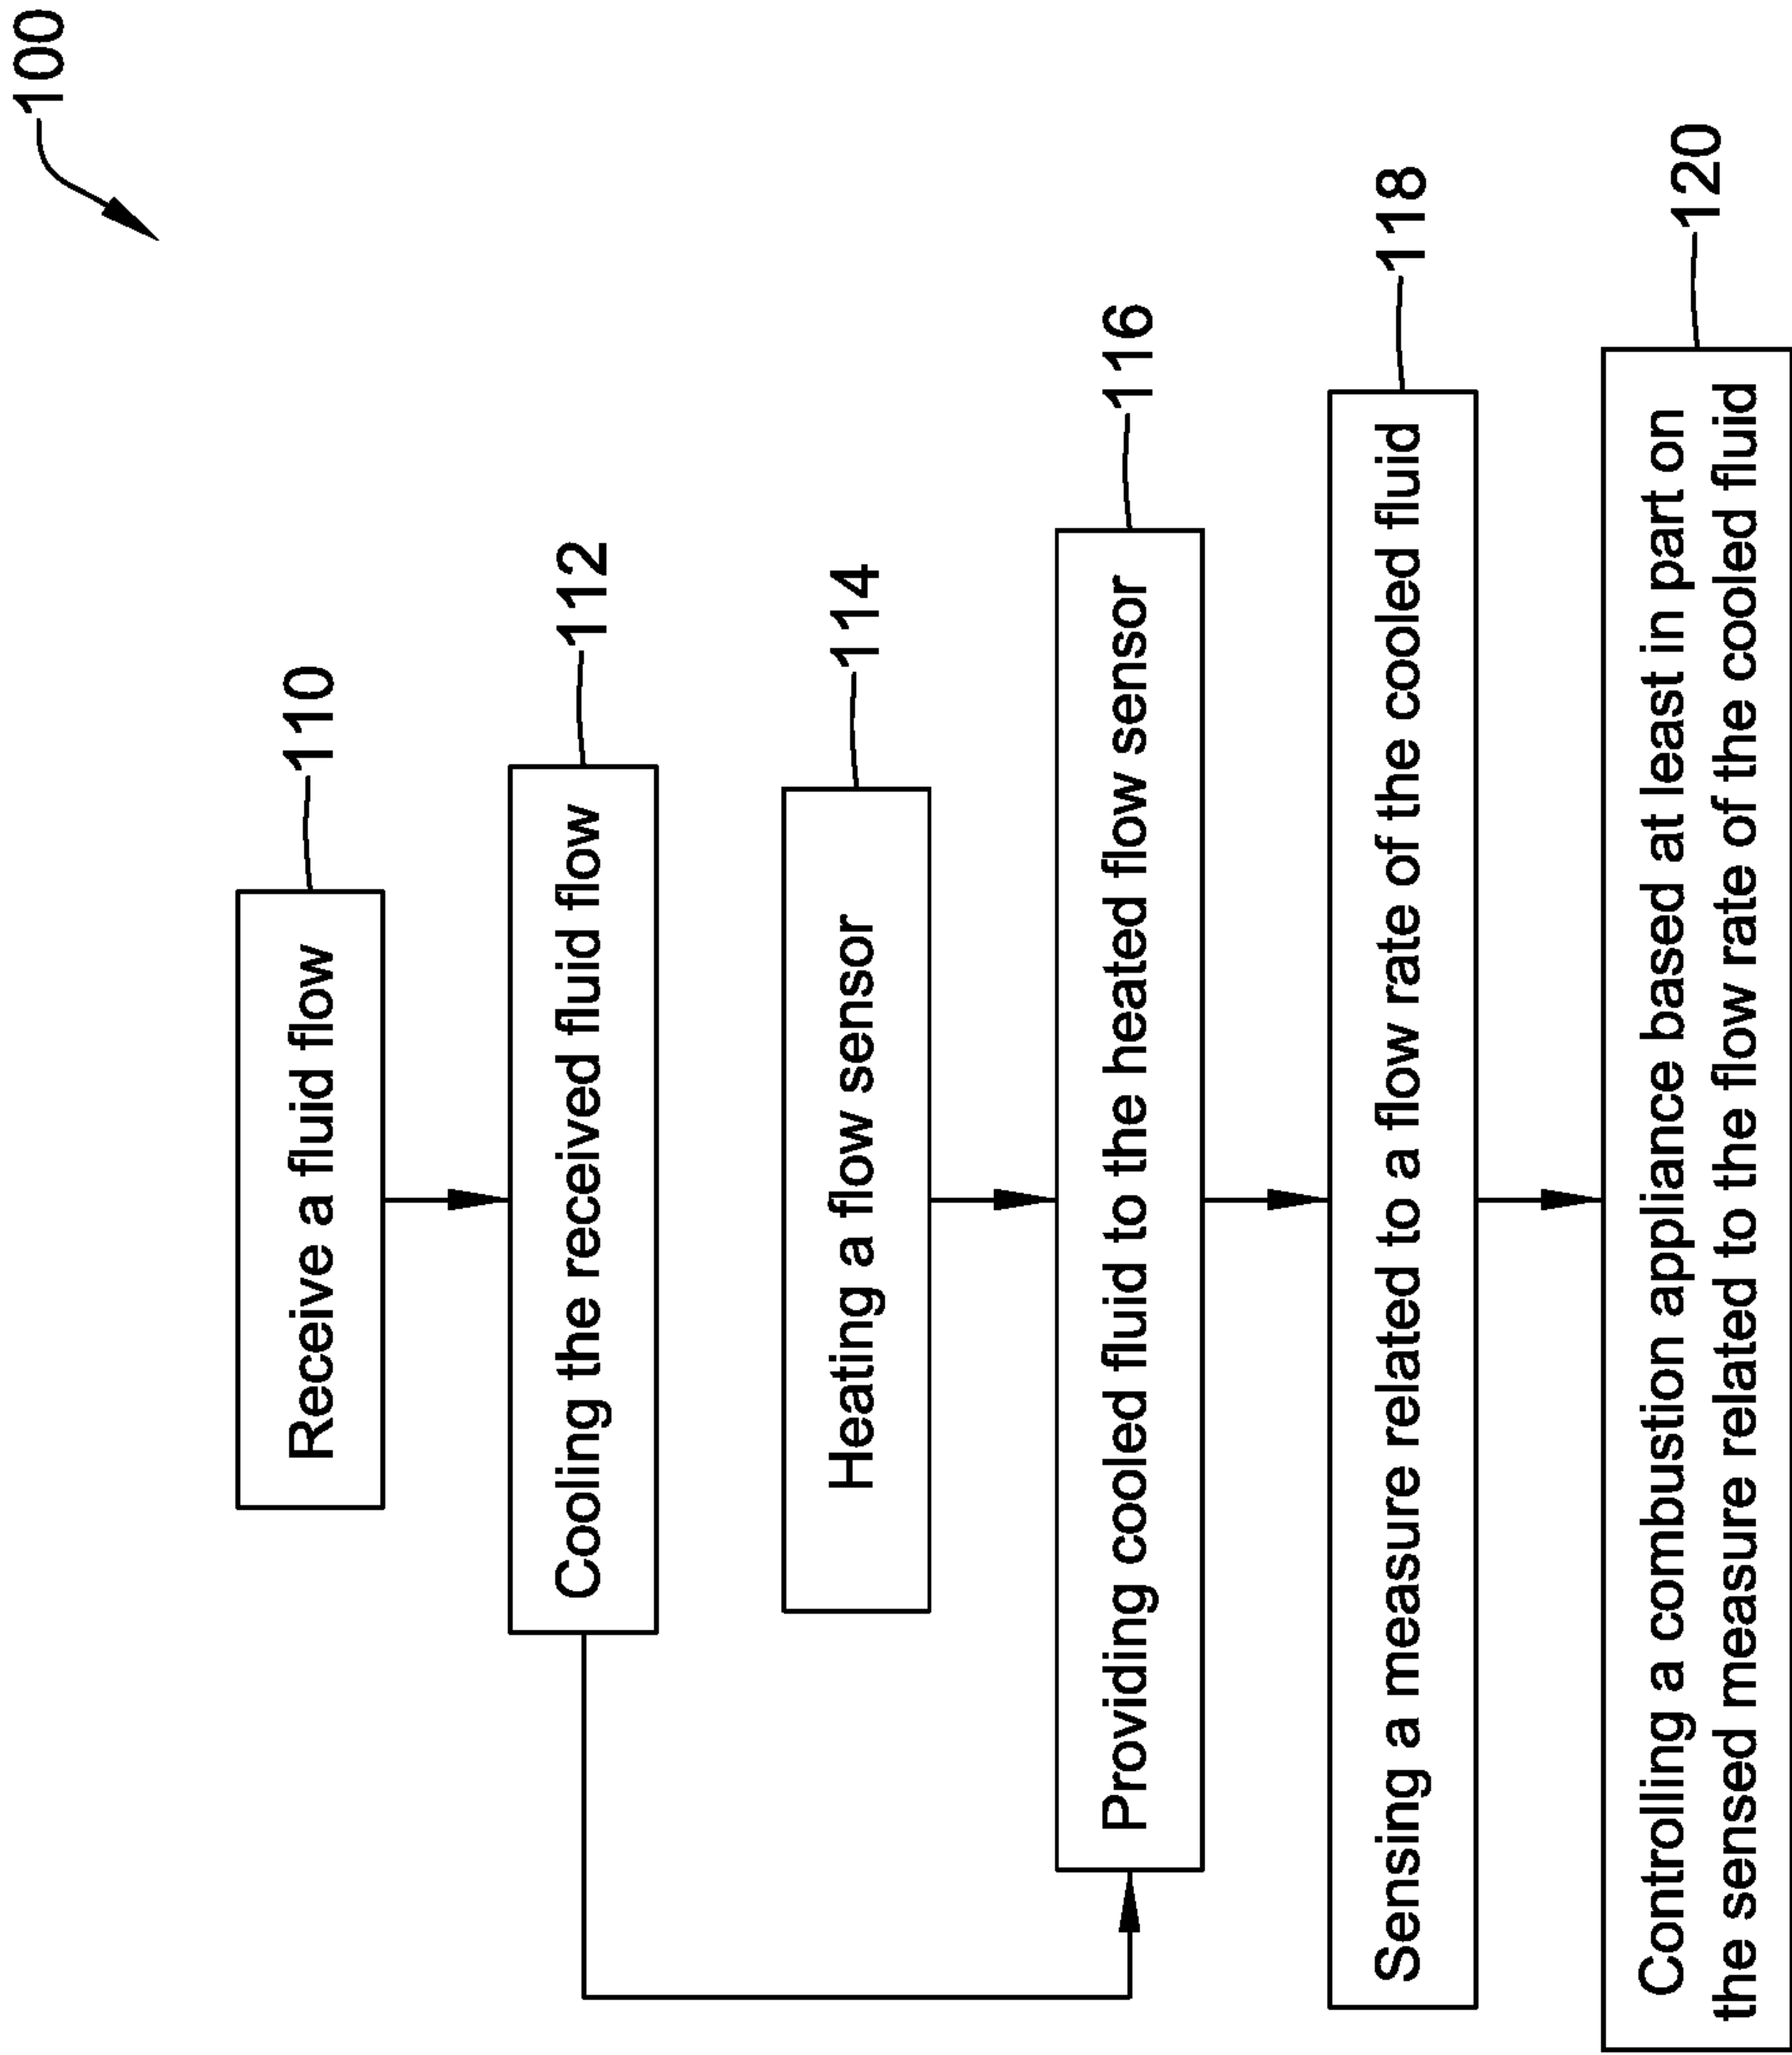 100
Receive a fluid flow
110
Cooling the received fluid flow
112
Heating a flow sensor
114
Providing cooled fluid to the heated flow sensor
116
Sensing a measure related to a flow rate of the cooled fluid
118
Controlling a combustion appliance based at least in part on
the sensed measure related to the flow rate of the cooled fluid
120